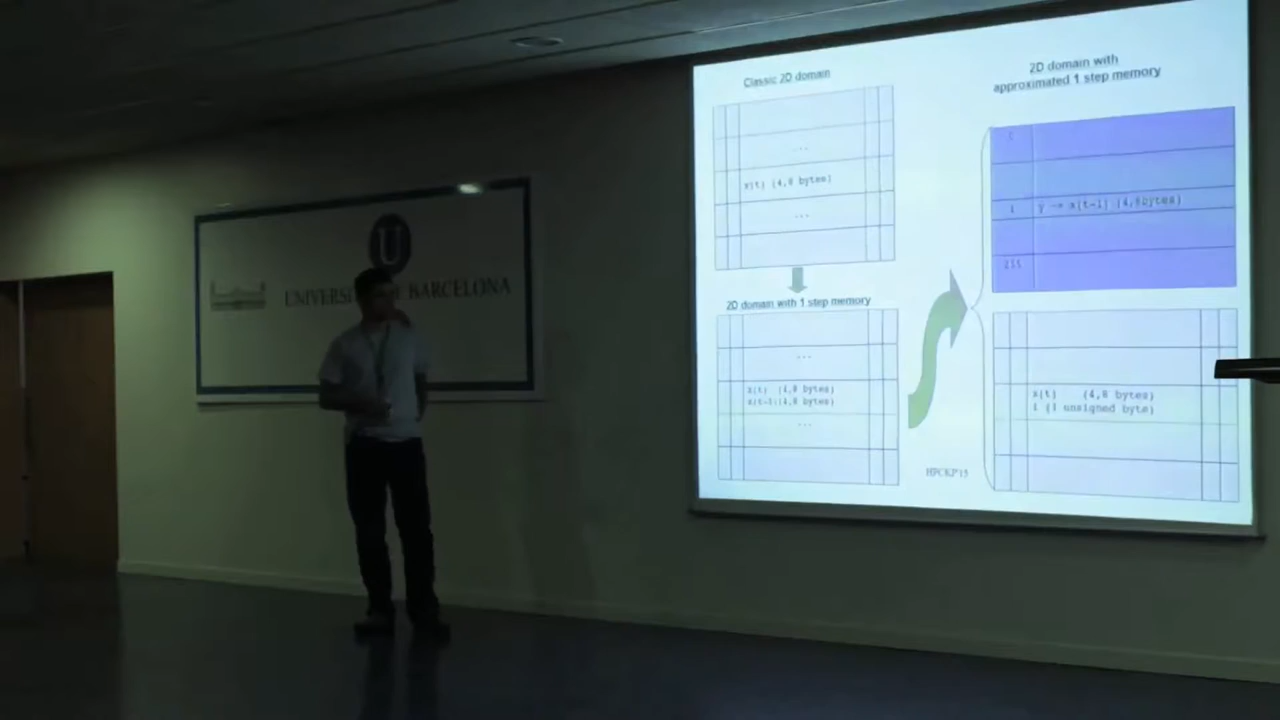 U
UNIVERSI BARCELONA
Classic 2D domain
...
x(t) (4,8 bytes)
...
2D domain with 1 step memory
...
x(t) (4,8 bytes)
x(t-1)(4,8 bytes)
...
2D domain with
approximated 1 step memory
i y -> x(t-1) (4,8bytes)
255
x(t) (4,8 bytes)
i (1 unsigned byte)
HPCKP'15